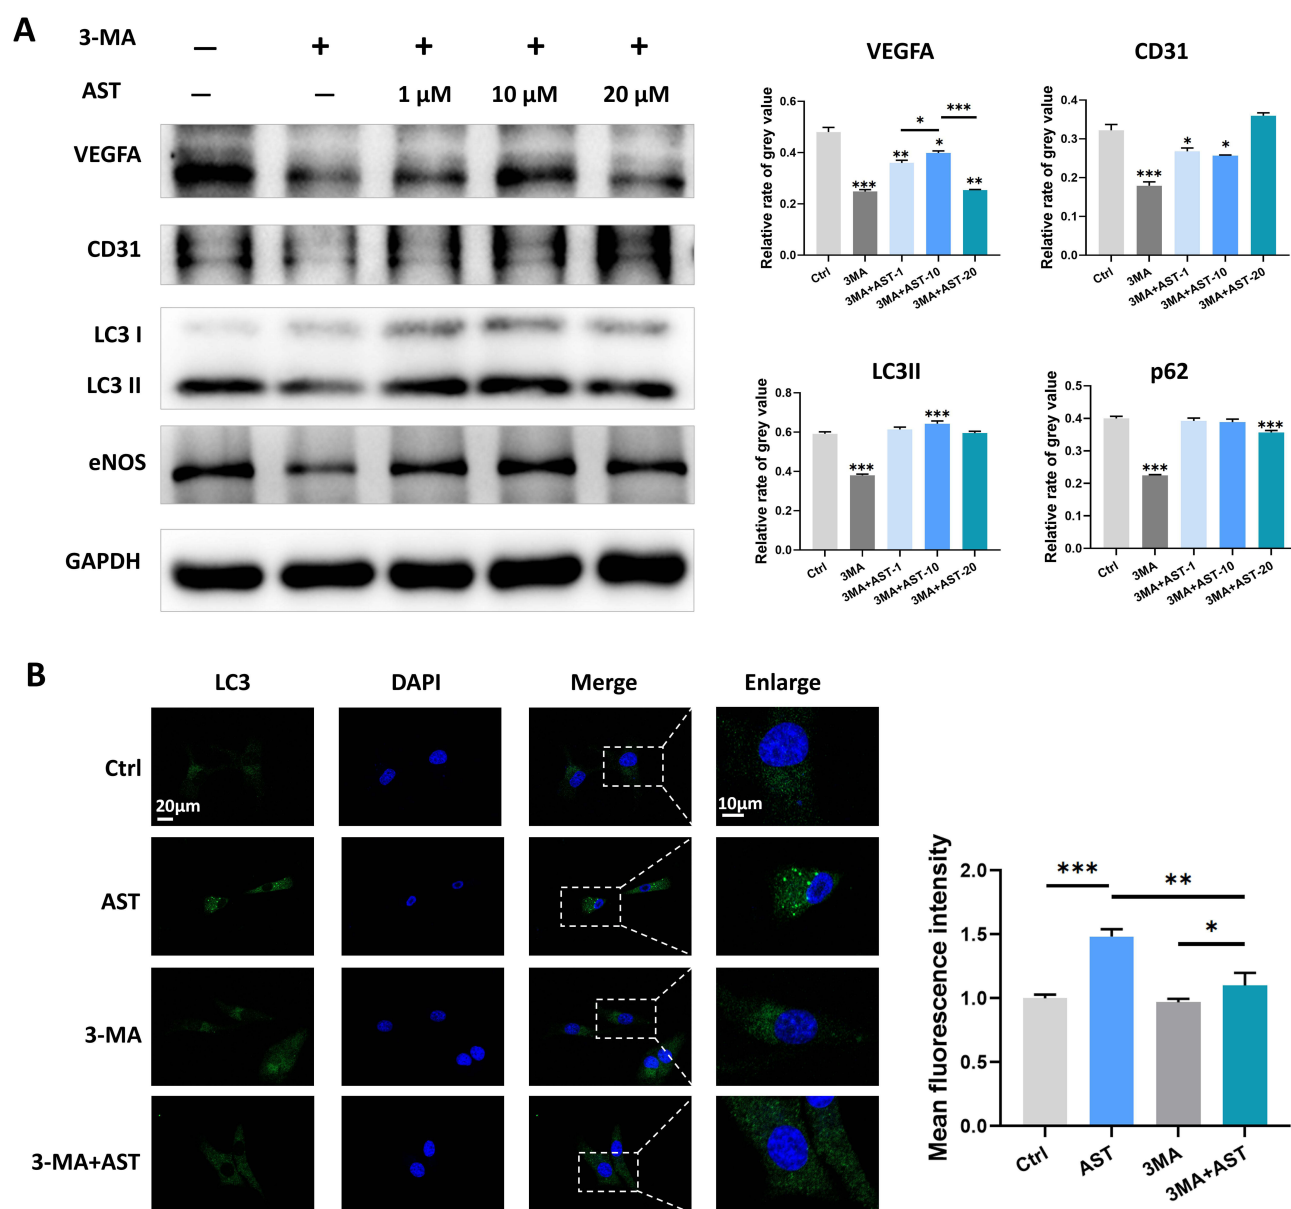 A
3-MA — + + + +
AST — — 1 μM 10 μM 20 μM
VEGFA
CD31
LC3 I
LC3 II
eNOS
GAPDH
VEGFA
Relative rate of grey value
0.6
0.4
0.2
0.0
***
**
*
**
*
***
Ctrl
3MA
3MA+AST-1
3MA+AST-10
3MA+AST-20
CD31
Relative rate of grey value
0.4
0.3
0.2
0.1
0.0
***
*
*
Ctrl
3MA
3MA+AST-1
3MA+AST-10
3MA+AST-20
LC3II
Relative rate of grey value
0.8
0.6
0.4
0.2
0.0
***
***
Ctrl
3MA
3MA+AST-1
3MA+AST-10
3MA+AST-20
p62
Relative rate of grey value
0.5
0.4
0.3
0.2
0.1
0.0
***
***
Ctrl
3MA
3MA+AST-1
3MA+AST-10
3MA+AST-20
B
LC3 DAPI Merge Enlarge
Ctrl
20μm
10μm
AST
3-MA
3-MA+AST
Mean fluorescence intensity
2.0
1.5
1.0
0.5
0.0
***
**
*
Ctrl
AST
3MA
3MA+AST